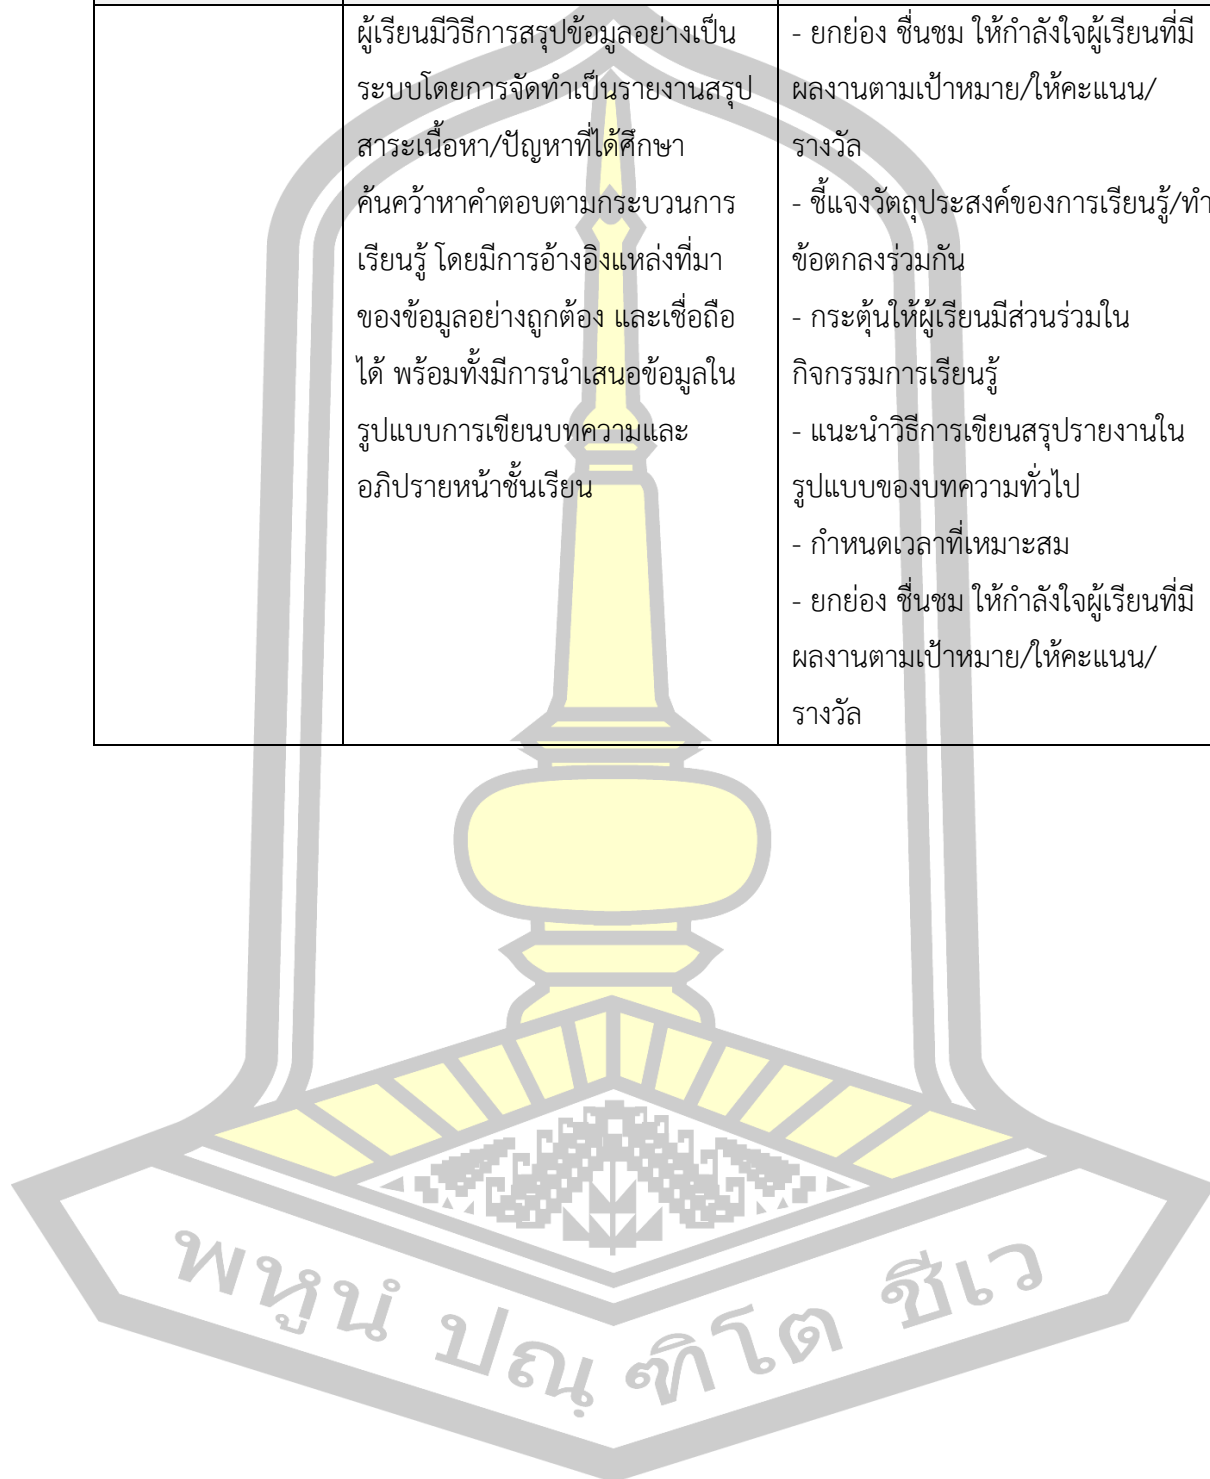 ผู้เรียนมีวิธีการสรุปข้อมูลอย่างเป็น
ระบบโดยการจัดทำเป็นรายงานสรุป
สาระเนื้อหา/ปัญหาที่ได้ศึกษา
ค้นคว้าหาคำตอบตามกระบวนการ
เรียนรู้ โดยมีการอ้างอิงแหล่งที่มา
ของข้อมูลอย่างถูกต้อง และเชื่อถือ
ได้ พร้อมทั้งมีการนำเสนอข้อมูลใน
รูปแบบการเขียนบทความและ
อภิปรายหน้าชั้นเรียน
- ยกย่อง ชื่นชม ให้กำลังใจผู้เรียนที่มี
ผลงานตามเป้าหมาย/ให้คะแนน/
รางวัล
- ชี้แจงวัตถุประสงค์ของการเรียนรู้/ทำ
ข้อตกลงร่วมกัน
- กระตุ้นให้ผู้เรียนมีส่วนร่วมใน
กิจกรรมการเรียนรู้
- แนะนำวิธีการเขียนสรุปรายงานใน
รูปแบบของบทความทั่วไป
- กำหนดเวลาที่เหมาะสม
- ยกย่อง ชื่นชม ให้กำลังใจผู้เรียนที่มี
ผลงานตามเป้าหมาย/ให้คะแนน/
รางวัล
พหูนํ ปณฺฑิโต ชีเว